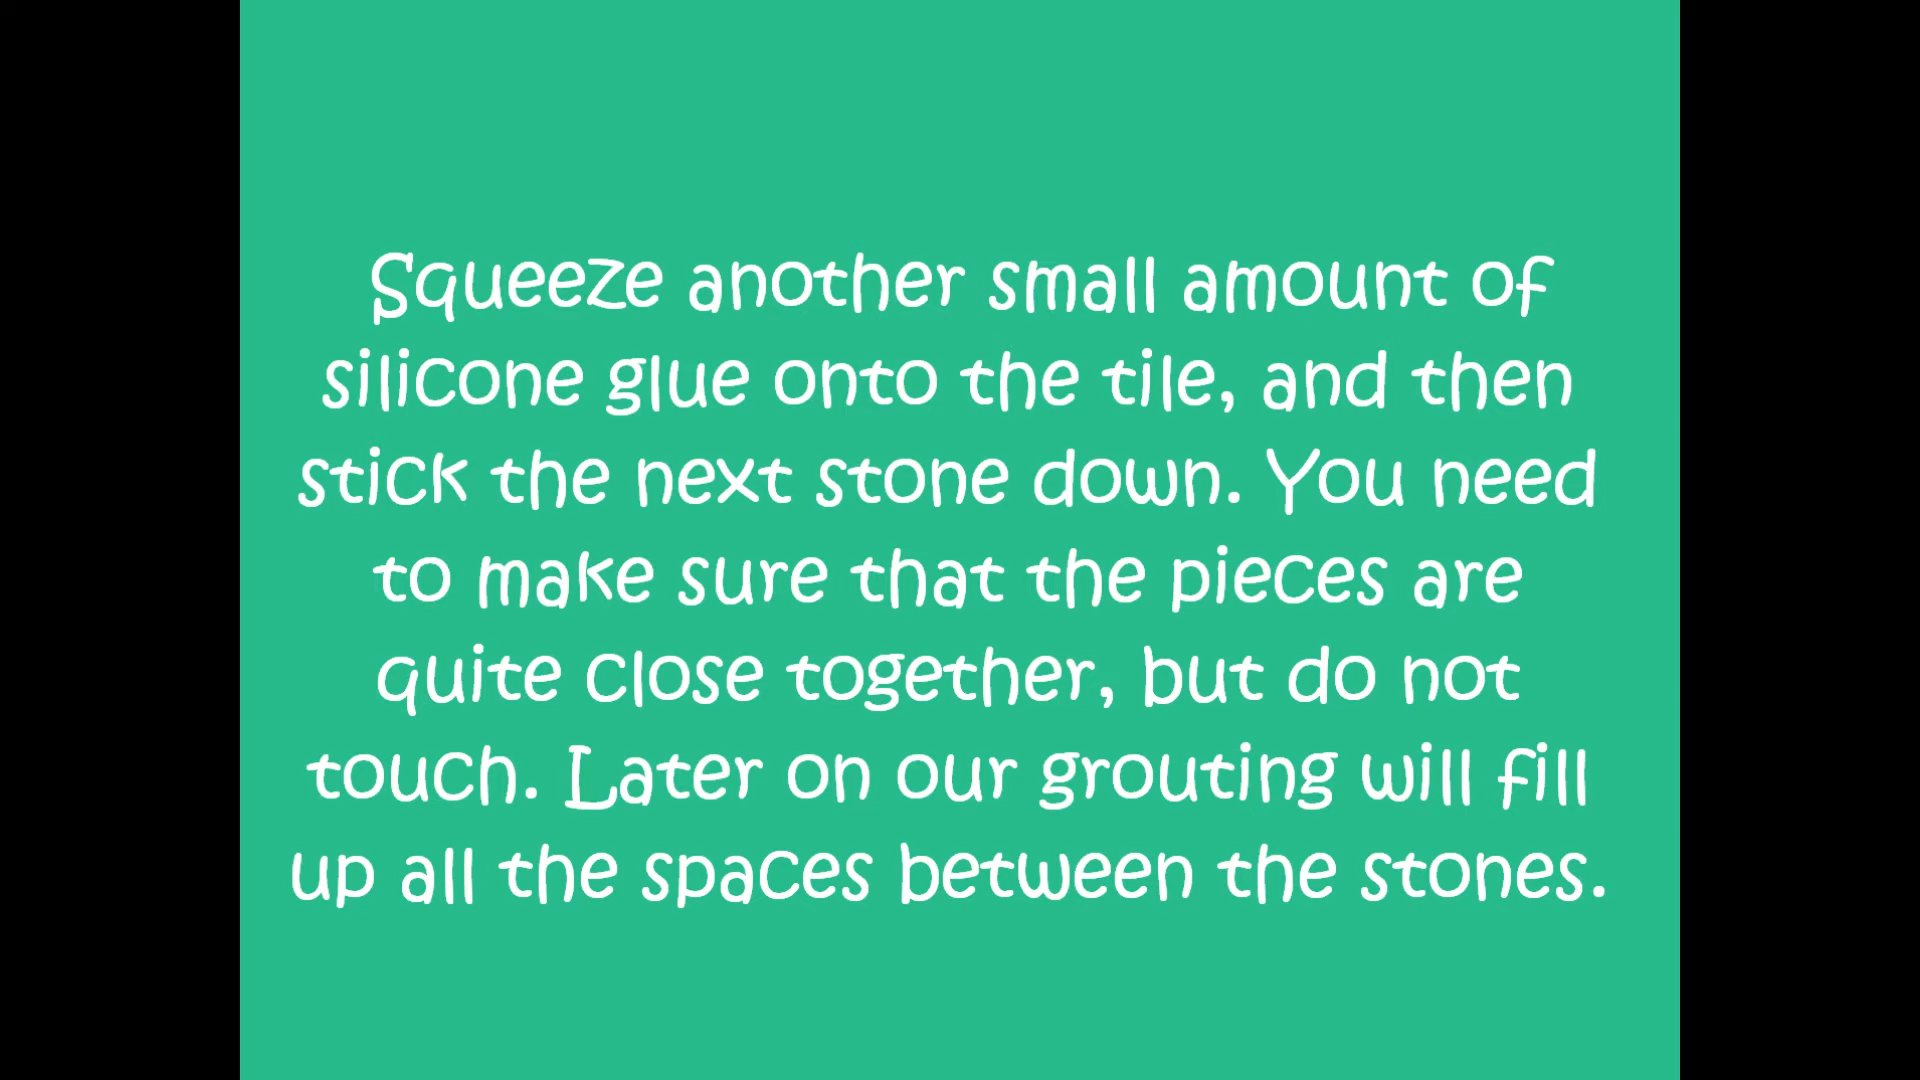 Squeeze another small amount of
silicone glue onto the tile, and then
stick the next stone down. You need
to make sure that the pieces are
quite close together, but do not
touch. Later on our grouting will fill
up all the spaces between the stones.